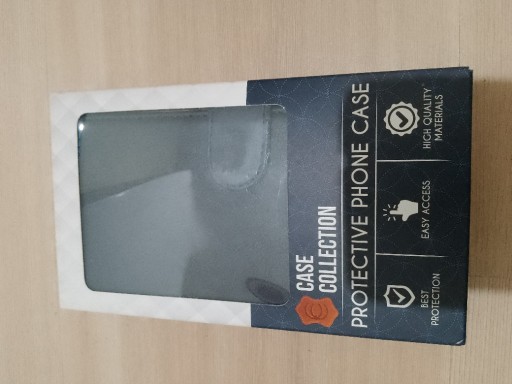 CASE
COLLECTION
PROTECTIVE PHONE CASE
BEST
PROTECTION
EASY ACCESS
HIGH QUALITY
MATERIALS